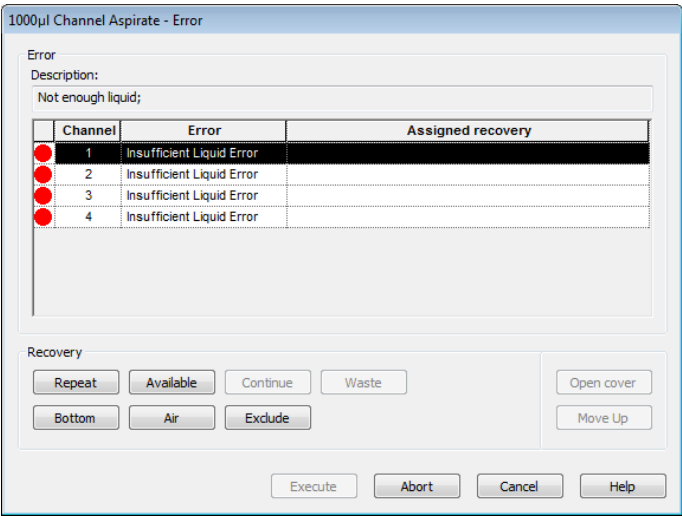 1000µl Channel Aspirate - Error
Error
Description:
Not enough liquid;
Channel Error Assigned recovery
1 Insufficient Liquid Error
2 Insufficient Liquid Error
3 Insufficient Liquid Error
4 Insufficient Liquid Error
Recovery
Repeat Available Continue Waste Open cover
Bottom Air Exclude Move Up
Execute Abort Cancel Help